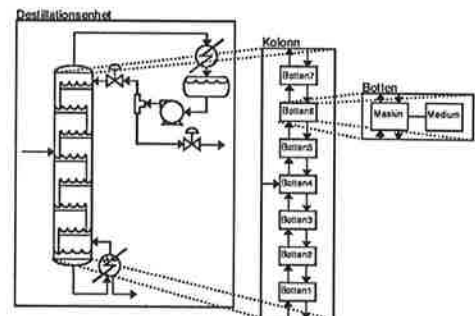 Destillationsenhet
Kolonn
Botten7
Botten6
Botten5
Botten4
Botten3
Botten2
Botten1
Botten
Maskin
Medium